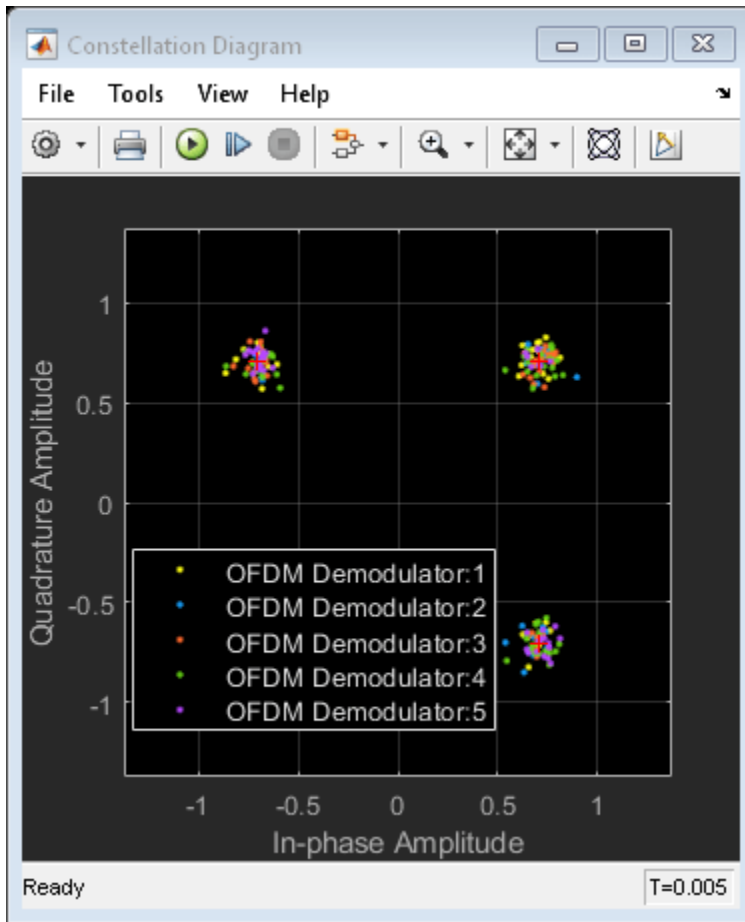 Constellation Diagram
File Tools View Help
1
0.5
0
-0.5
-1
Quadrature Amplitude
OFDM Demodulator:1
OFDM Demodulator:2
OFDM Demodulator:3
OFDM Demodulator:4
OFDM Demodulator:5
-1 -0.5 0 0.5 1
In-phase Amplitude
Ready T=0.005